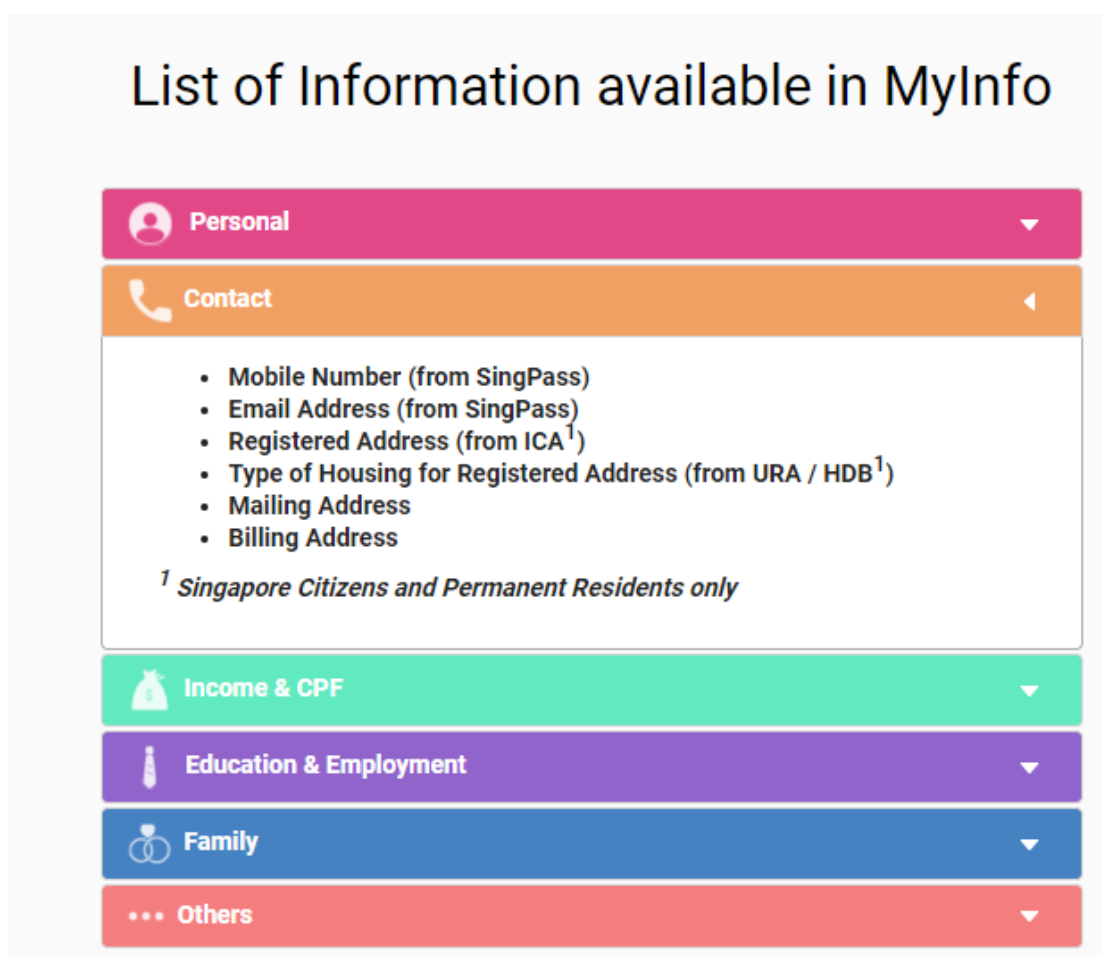 List of Information available in MyInfo
Personal
Contact
• Mobile Number (from SingPass)
• Email Address (from SingPass)
• Registered Address (from ICA¹)
• Type of Housing for Registered Address (from URA / HDB¹)
• Mailing Address
• Billing Address
¹ Singapore Citizens and Permanent Residents only
Income & CPF
Education & Employment
Family
Others